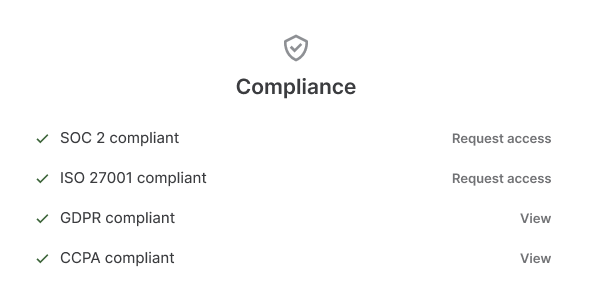 Compliance
SOC 2 compliant Request access
ISO 27001 compliant Request access
GDPR compliant View
CCPA compliant View